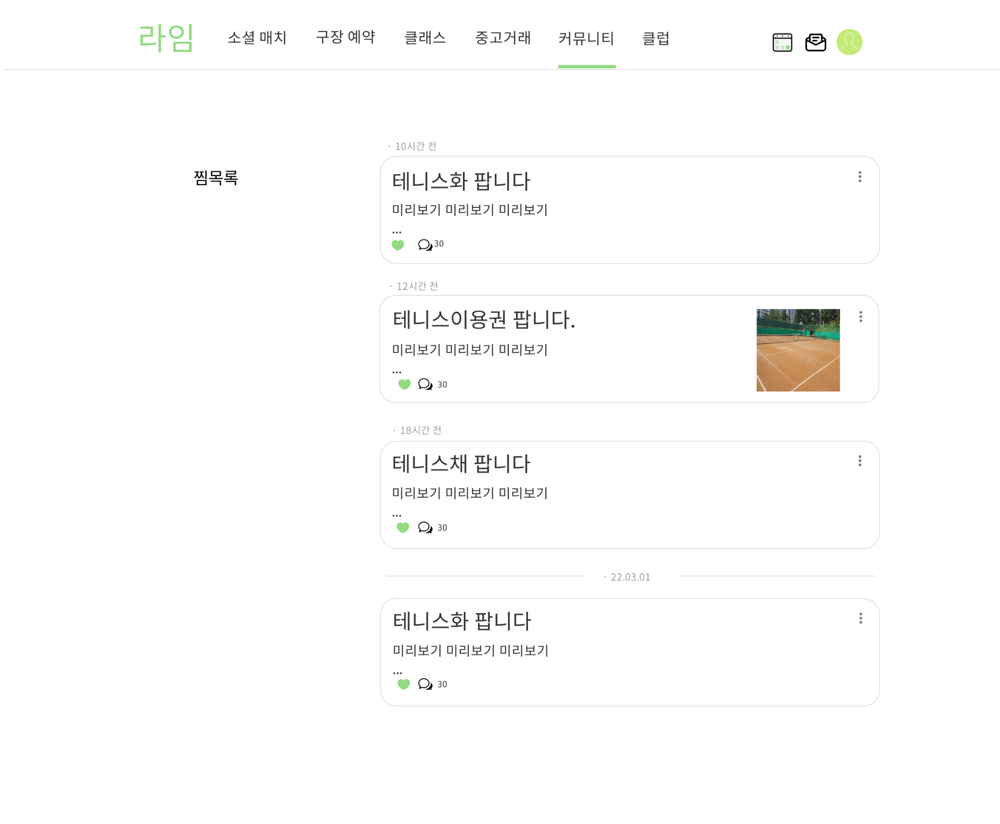 라임
소셜 매치
구장 예약
클래스
중고거래
커뮤니티
클럽
찜목록
· 10시간 전
테니스화 팝니다
미리보기 미리보기 미리보기
...
30
· 12시간 전
테니스이용권 팝니다.
미리보기 미리보기 미리보기
...
30
· 18시간 전
테니스채 팝니다
미리보기 미리보기 미리보기
...
30
· 22.03.01
테니스화 팝니다
미리보기 미리보기 미리보기
...
30